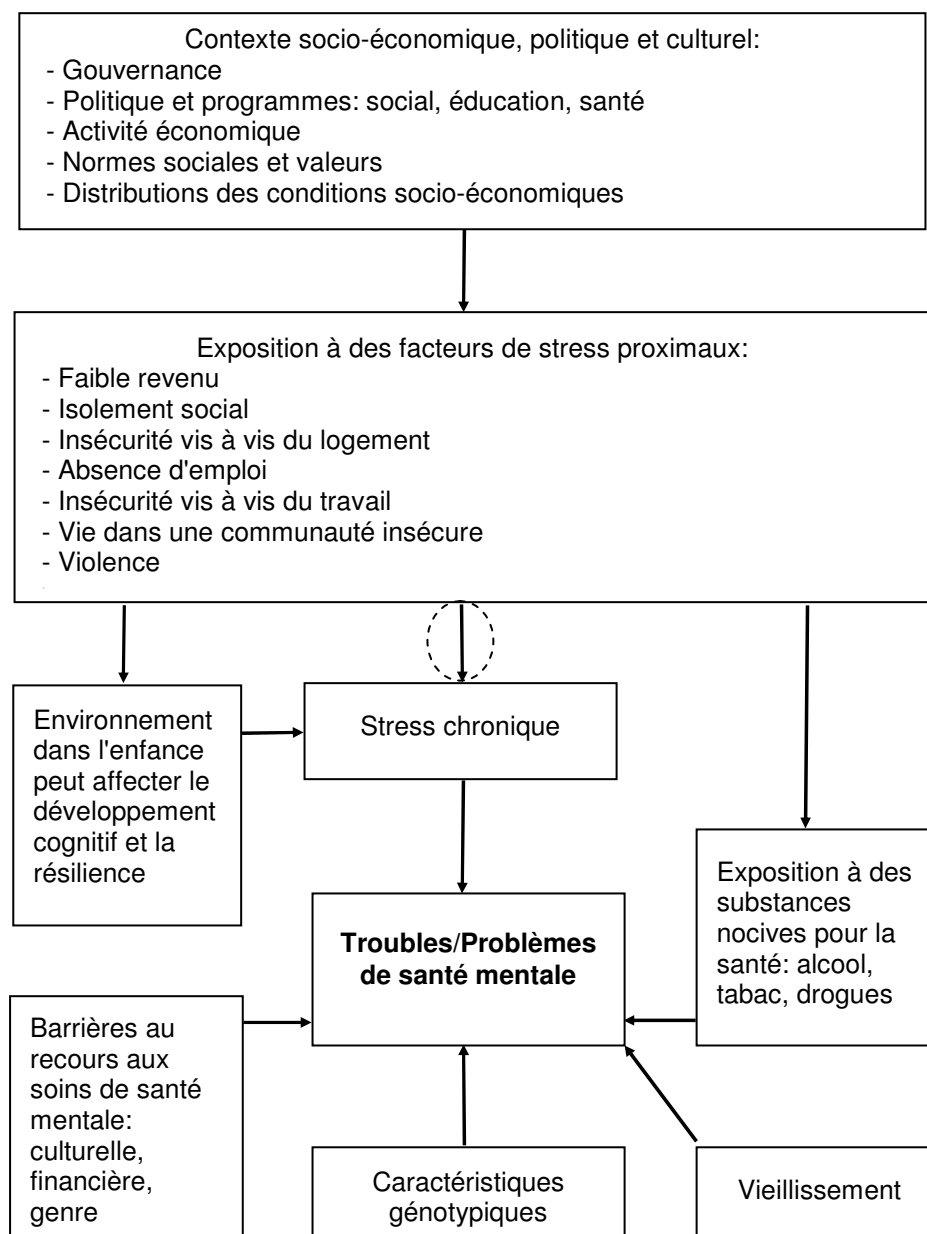 Contexte socio-économique, politique et culturel:
- Gouvernance
- Politique et programmes: social, éducation, santé
- Activité économique
- Normes sociales et valeurs
- Distributions des conditions socio-économiques
Exposition à des facteurs de stress proximaux:
- Faible revenu
- Isolement social
- Insécurité vis à vis du logement
- Absence d'emploi
- Insécurité vis à vis du travail
- Vie dans une communauté insécure
- Violence
Environnement
dans l'enfance
peut affecter le
développement
cognitif et la
résilience
Stress chronique
Exposition à des
substances
nocives pour la
santé: alcool,
tabac, drogues
Troubles/Problèmes
de santé mentale
Barrières au
recours aux
soins de santé
mentale:
culturelle,
financière,
genre
Caractéristiques
génotypiques
Vieillissement